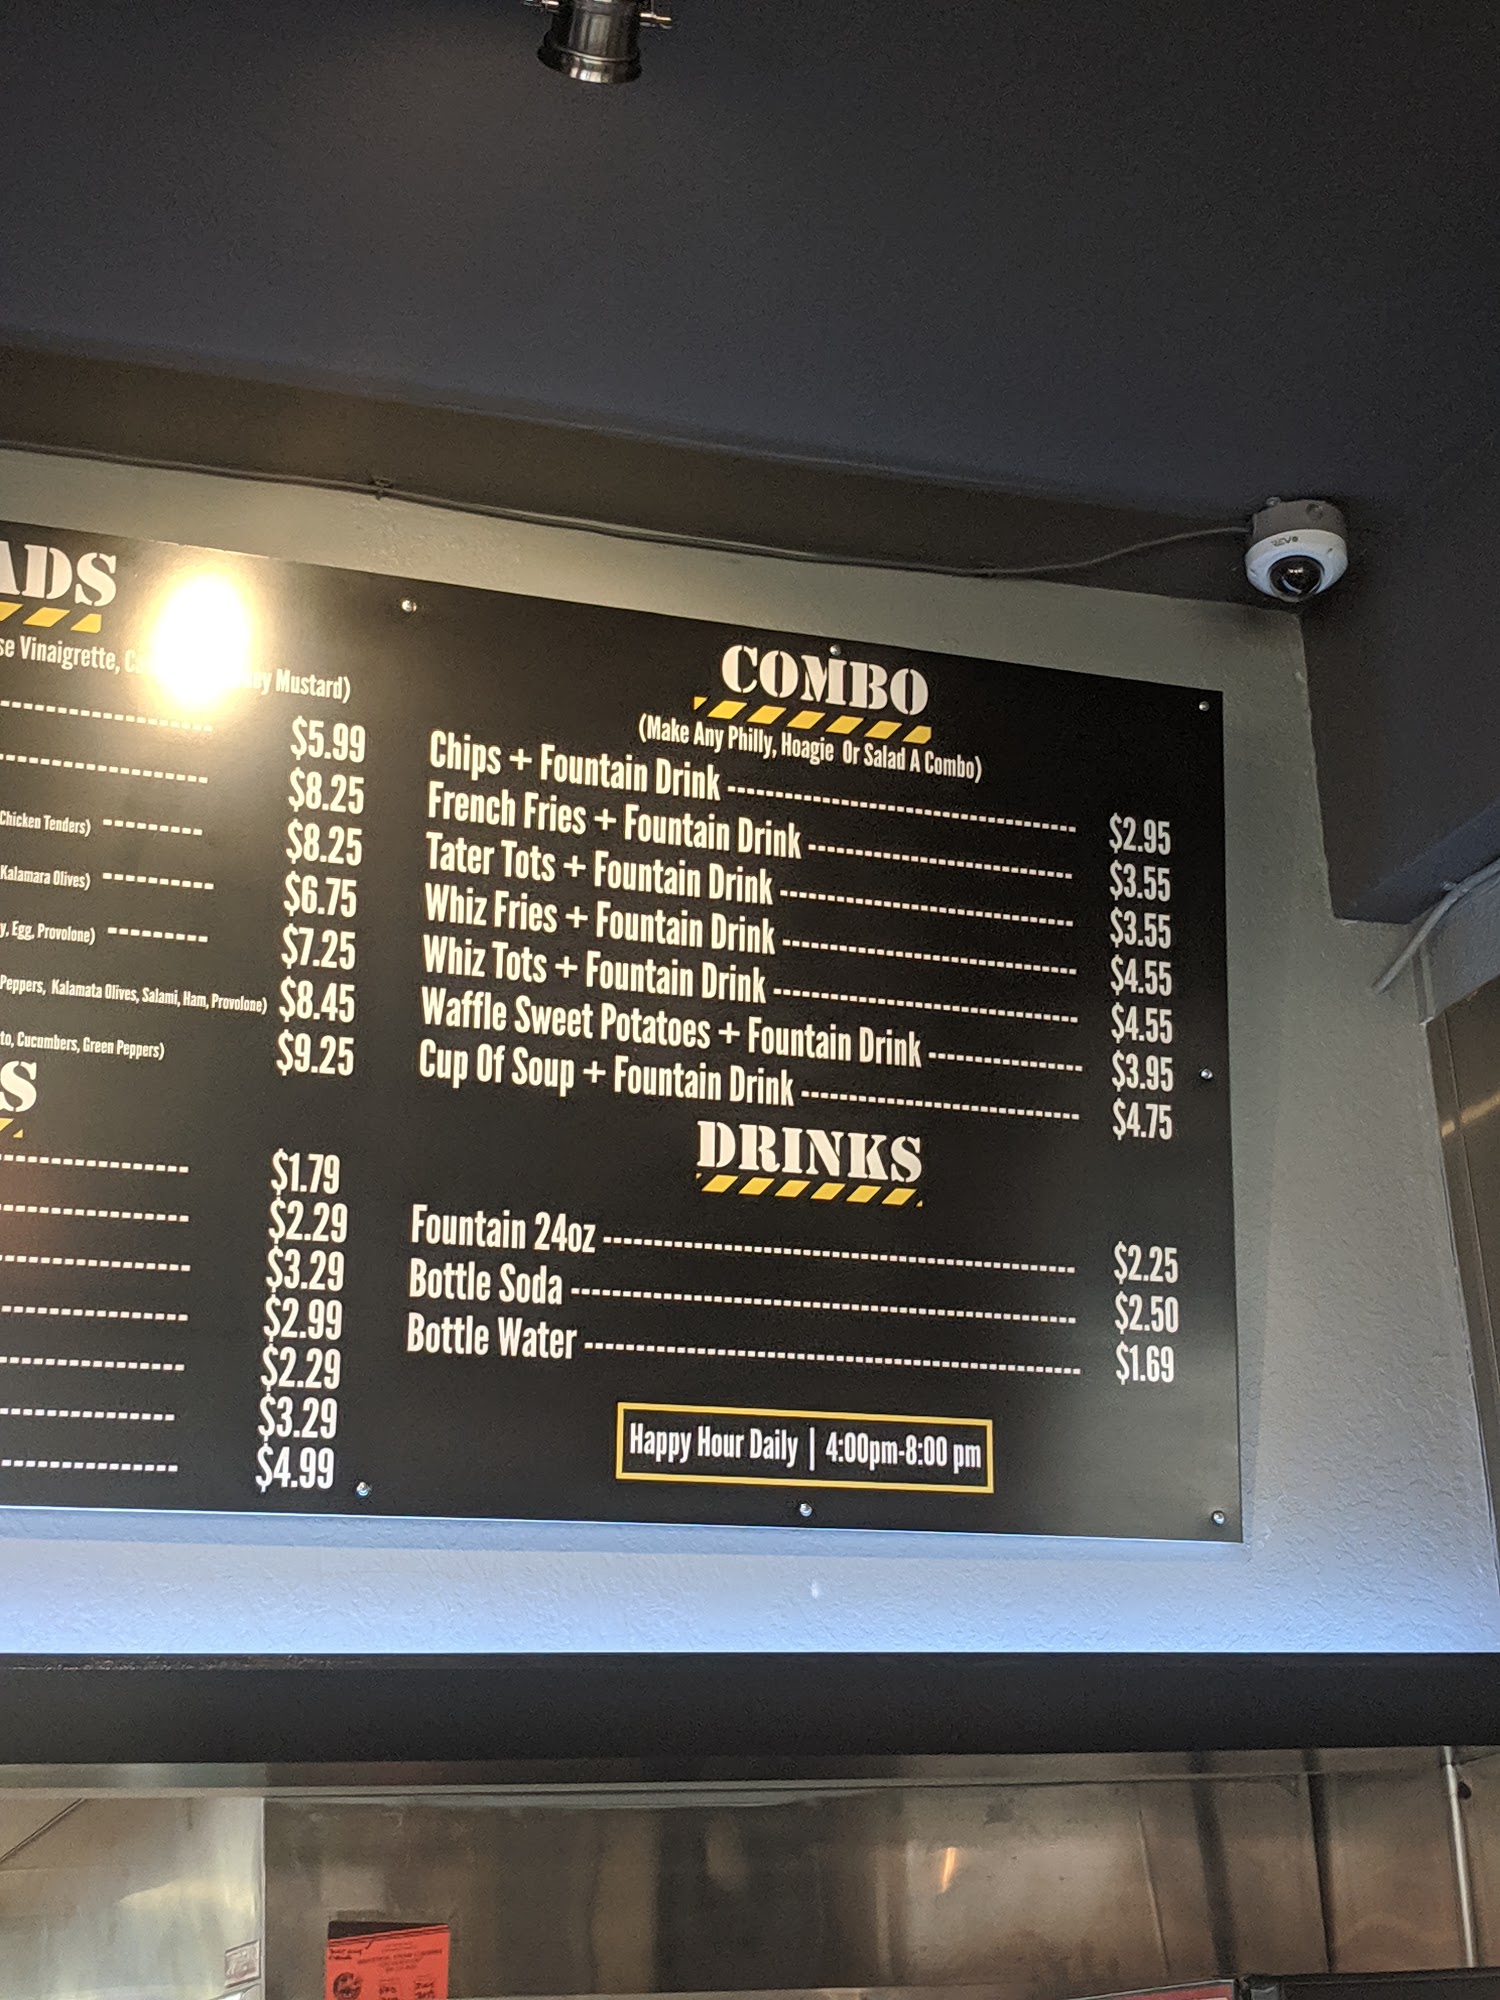 ADS
se Vinaigrette, Mustard)
$5.99
$8.25
Chicken Tenders) $8.25
Kalamara Olives) $6.75
y, Egg, Provolone) $7.25
Peppers, Kalamata Olives, Salami, Ham, Provolone) $8.45
to, Cucumbers, Green Peppers) $9.25
S
$1.79
$2.29
$3.29
$2.99
$2.29
$3.29
$4.99
COMBO
(Make Any Philly, Hoagie Or Salad A Combo)
Chips + Fountain Drink $2.95
French Fries + Fountain Drink $3.55
Tater Tots + Fountain Drink $3.55
Whiz Fries + Fountain Drink $4.55
Whiz Tots + Fountain Drink $4.55
Waffle Sweet Potatoes + Fountain Drink $3.95
Cup Of Soup + Fountain Drink $4.75
DRINKS
Fountain 24oz $2.25
Bottle Soda $2.50
Bottle Water $1.69
Happy Hour Daily | 4:00pm-8:00 pm
REVO